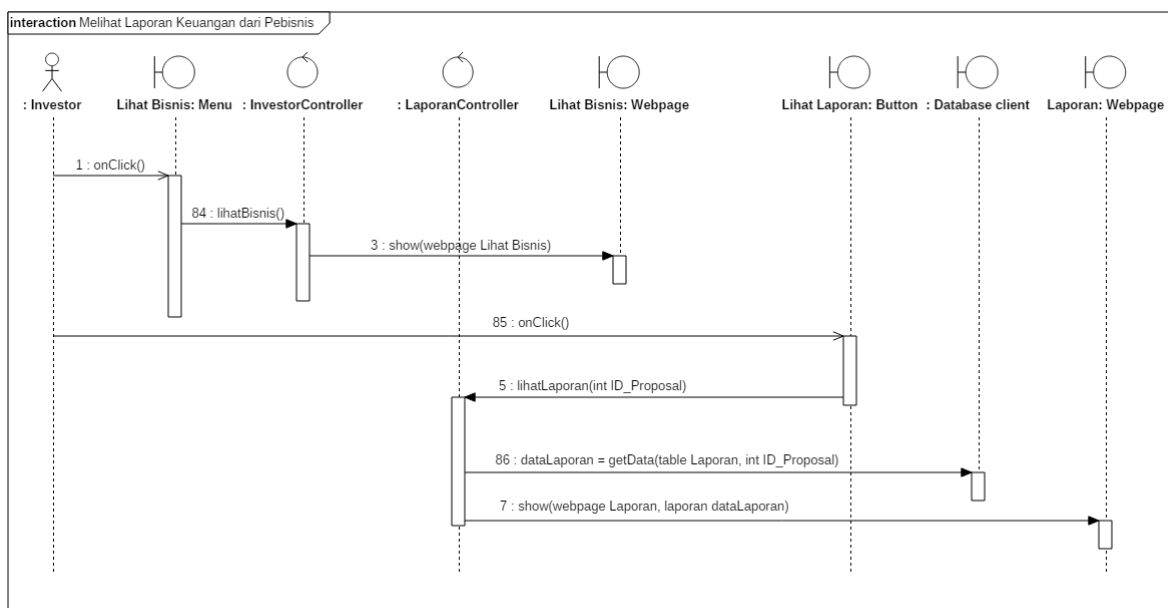 interaction Melihat Laporan Keuangan dari Pebisnis
: Investor
Lihat Bisnis: Menu
: InvestorController
: LaporanController
Lihat Bisnis: Webpage
Lihat Laporan: Button
: Database client
Laporan: Webpage
1 : onClick()
84 : lihatBisnis()
3 : show(webpage Lihat Bisnis)
85 : onClick()
5 : lihatLaporan(int ID_Proposal)
86 : dataLaporan = getData(table Laporan, int ID_Proposal)
7 : show(webpage Laporan, laporan dataLaporan)